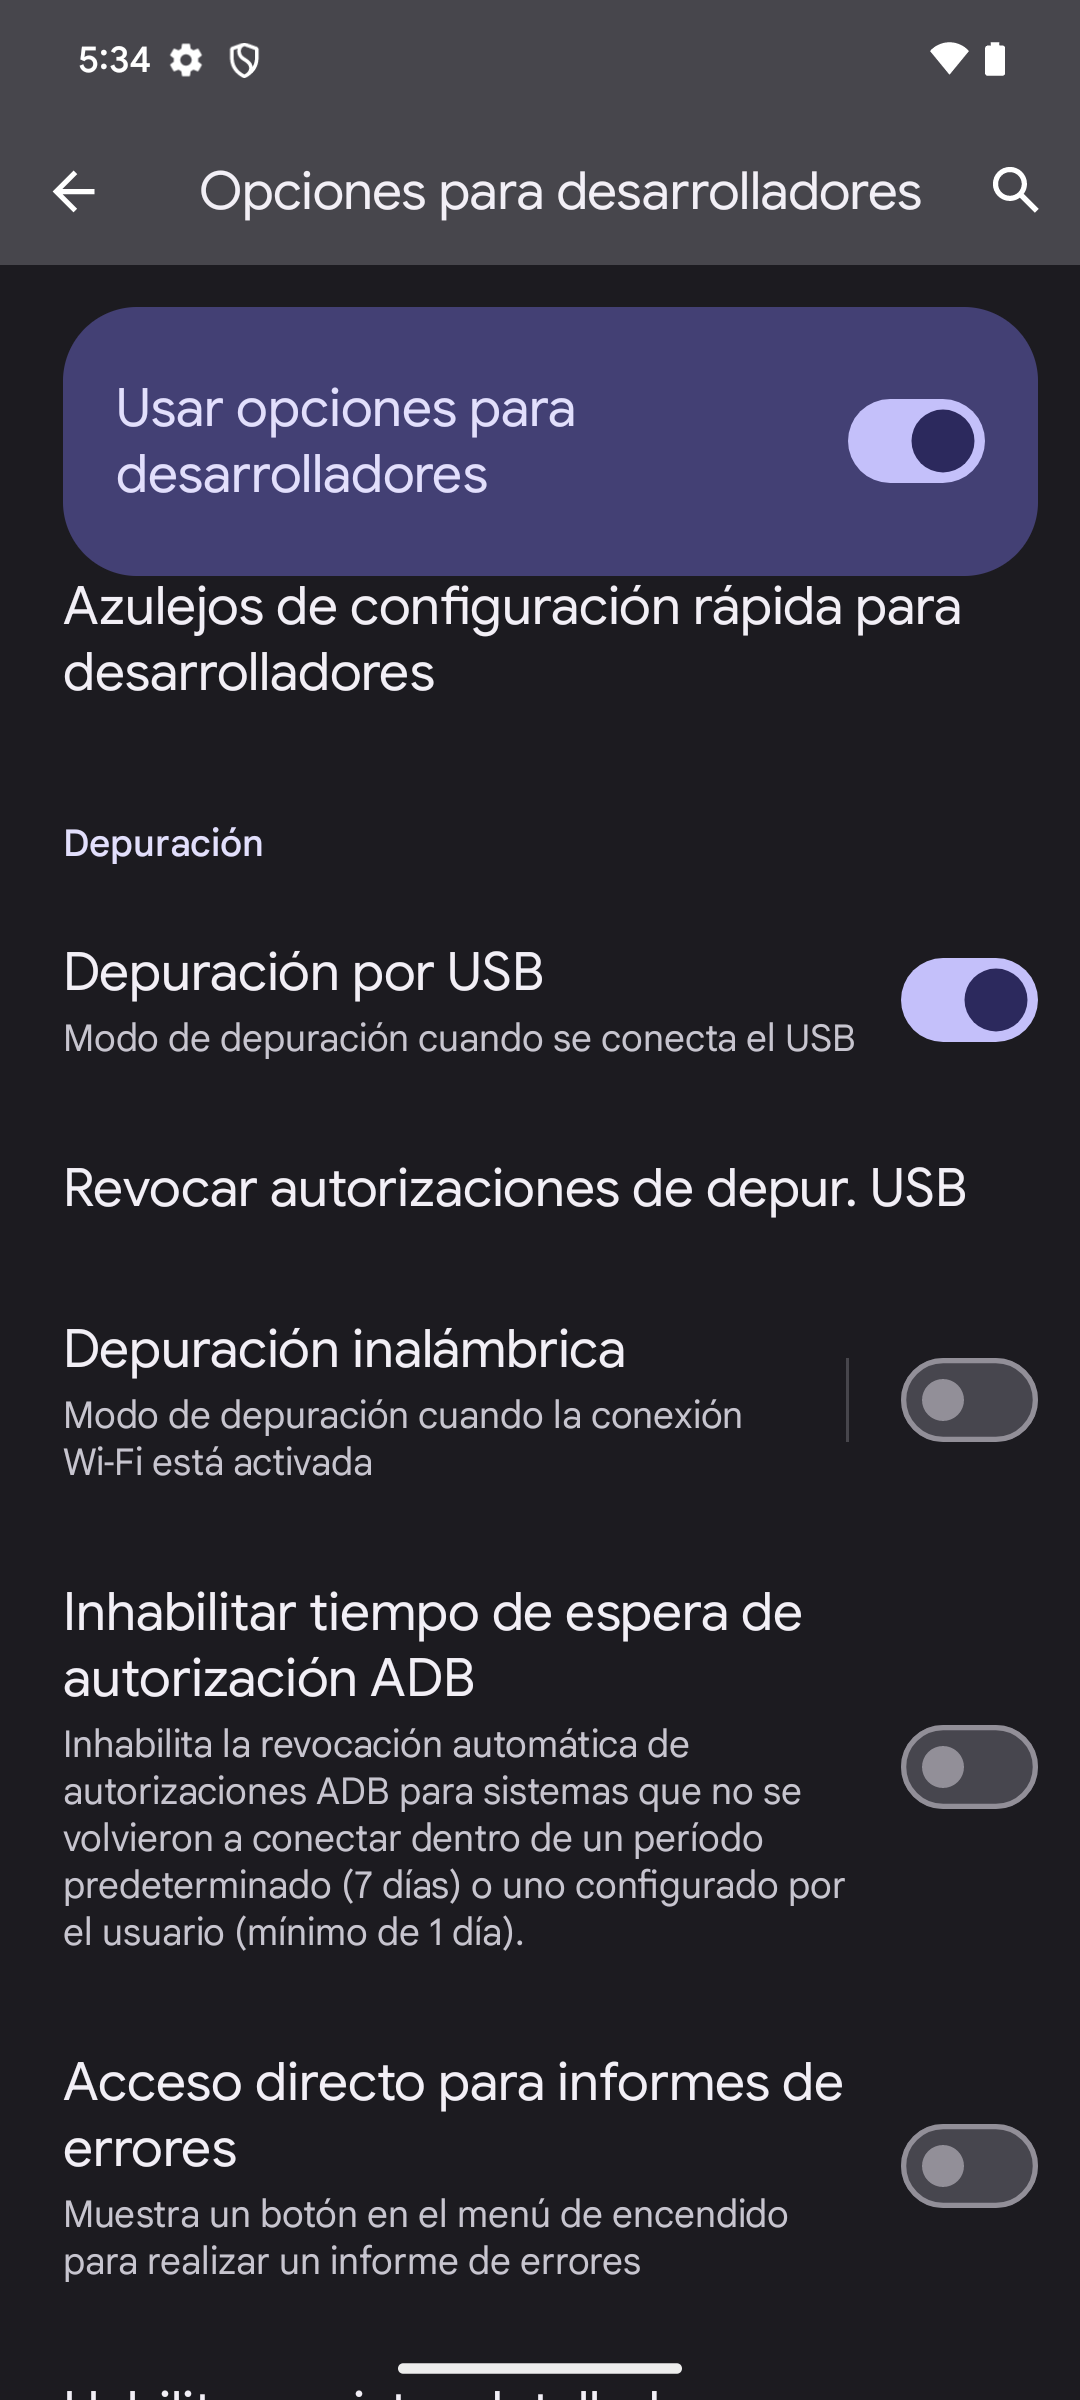 5:34
Opciones para desarrolladores
Usar opciones para
desarrolladores
Azulejos de configuración rápida para
desarrolladores
Depuración
Depuración por USB
Modo de depuración cuando se conecta el USB
Revocar autorizaciones de depur. USB
Depuración inalámbrica
Modo de depuración cuando la conexión
Wi-Fi está activada
Inhabilitar tiempo de espera de
autorización ADB
Inhabilita la revocación automática de
autorizaciones ADB para sistemas que no se
volvieron a conectar dentro de un período
predeterminado (7 días) o uno configurado por
el usuario (mínimo de 1 día).
Acceso directo para informes de
errores
Muestra un botón en el menú de encendido
para realizar un informe de errores